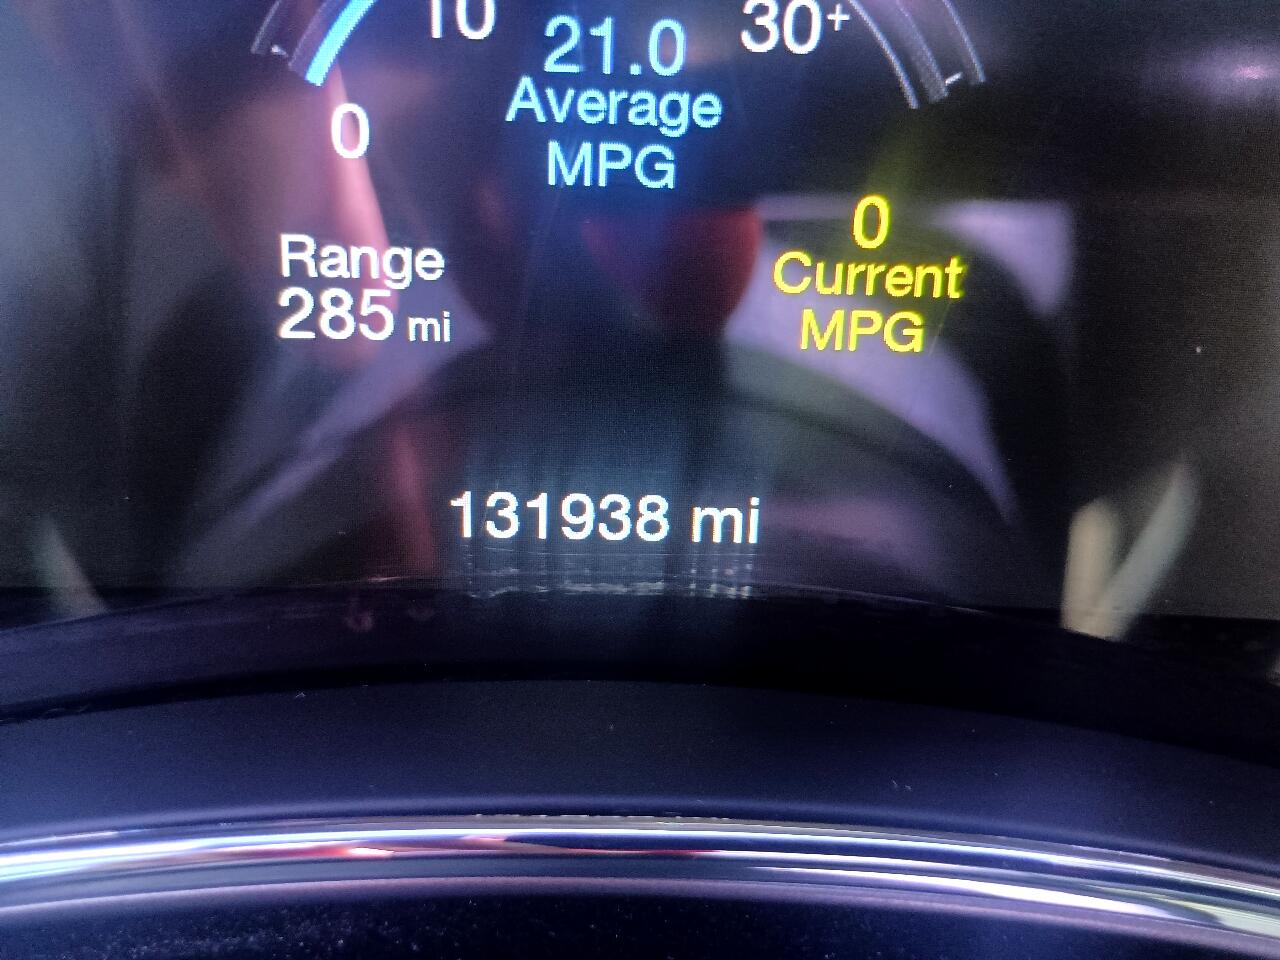 10
21.0
30+
Average
MPG
0
0
Current
MPG
Range
285 mi
131938 mi